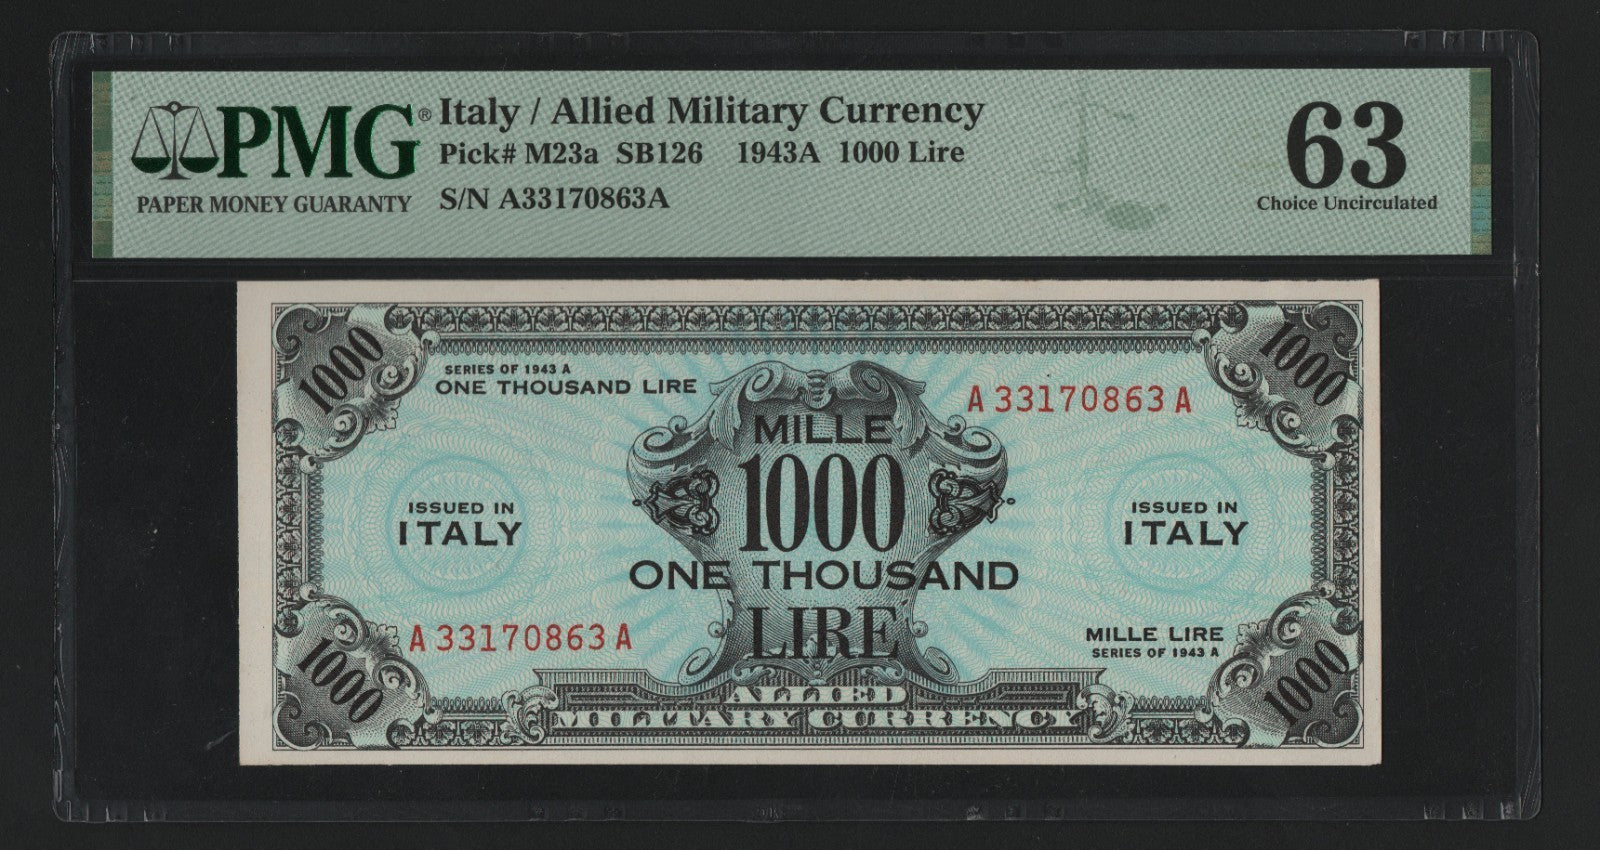 PMG®
PAPER MONEY GUARANTY
Italy / Allied Military Currency
Pick# M23a SB126 1943A 1000 Lire
S/N A33170863A
63
Choice Uncirculated
1000
1000
SERIES OF 1943 A
ONE THOUSAND LIRE
A 33170863 A
MILLE
1000
ONE THOUSAND
LIRE
ISSUED IN
ITALY
ISSUED IN
ITALY
A 33170863 A
MILLE LIRE
SERIES OF 1943 A
1000
1000
ALLIED
MILITARY CURRENCY